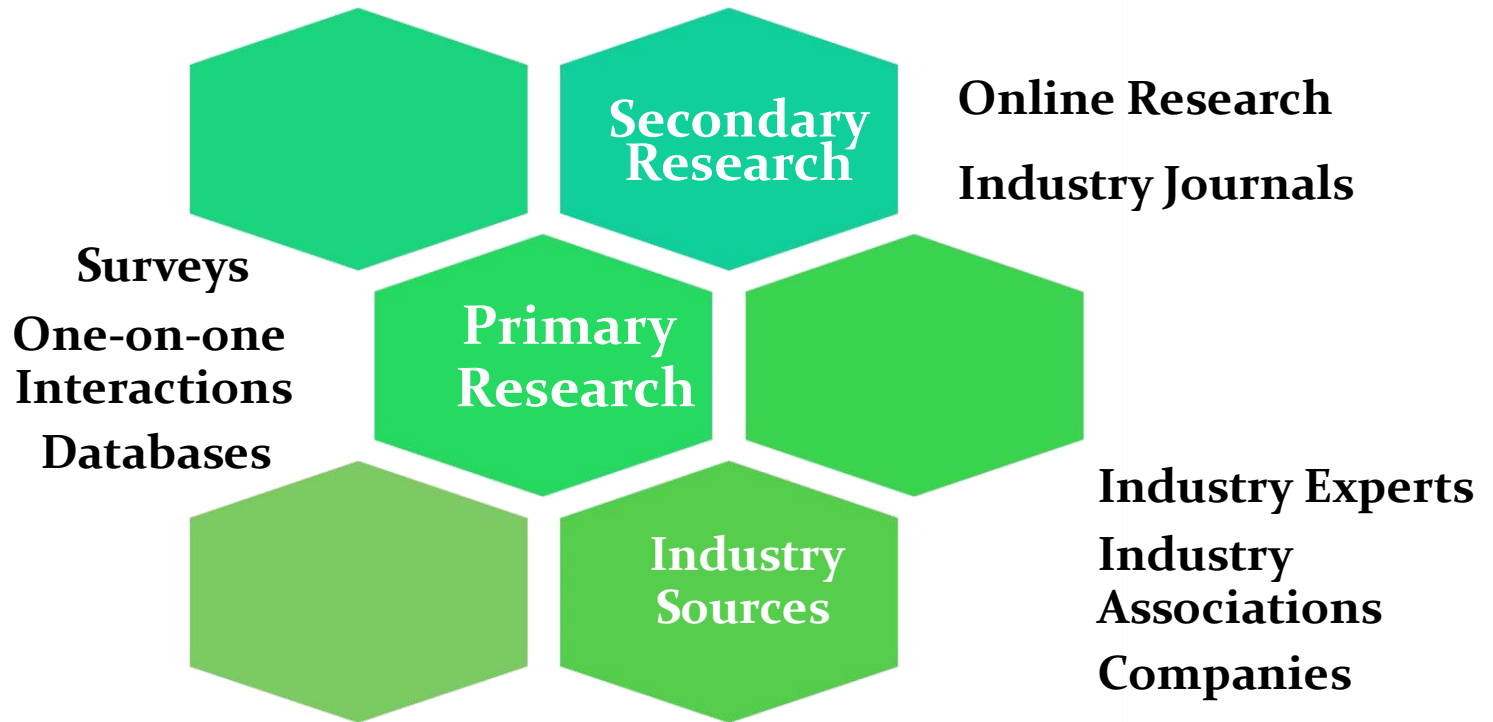 Secondary
Research
Online Research
Industry Journals
Surveys
One-on-one
Interactions
Databases
Primary
Research
Industry
Sources
Industry Experts
Industry
Associations
Companies